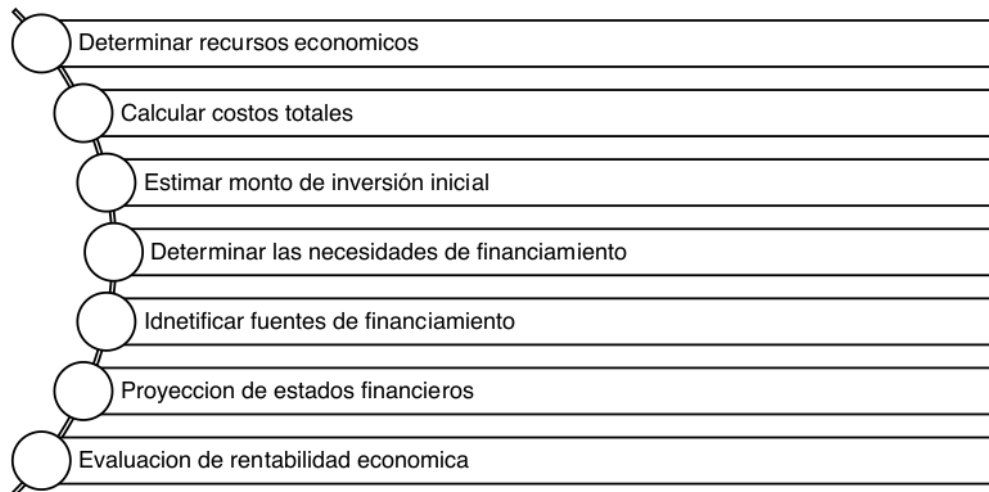 Determinar recursos economicos
Calcular costos totales
Estimar monto de inversión inicial
Determinar las necesidades de financiamiento
Idnetificar fuentes de financiamiento
Proyeccion de estados financieros
Evaluacion de rentabilidad economica